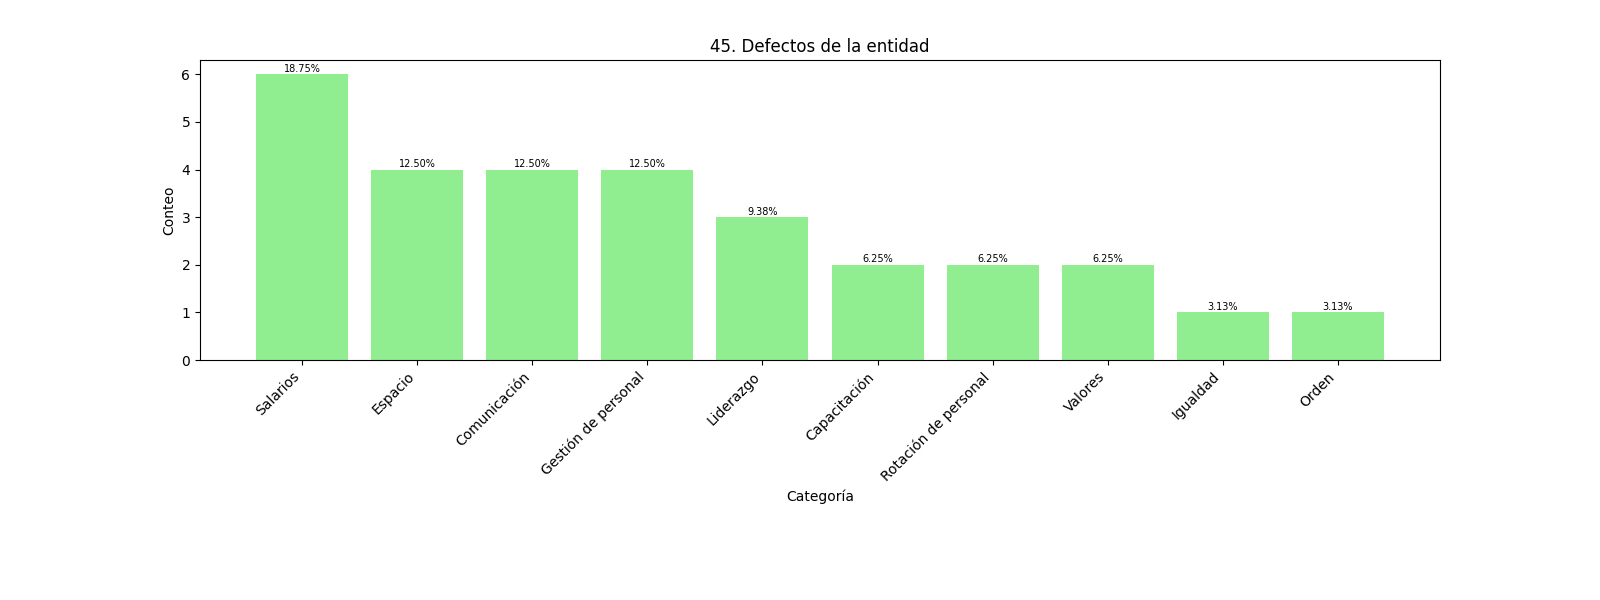 45. Defectos de la entidad
Conteo
6
5
4
3
2
1
0
18.75%
12.50%
12.50%
12.50%
9.38%
6.25%
6.25%
6.25%
3.13%
3.13%
Salarios
Espacio
Comunicación
Gestión de personal
Liderazgo
Capacitación
Rotación de personal
Valores
Igualdad
Orden
Categoría